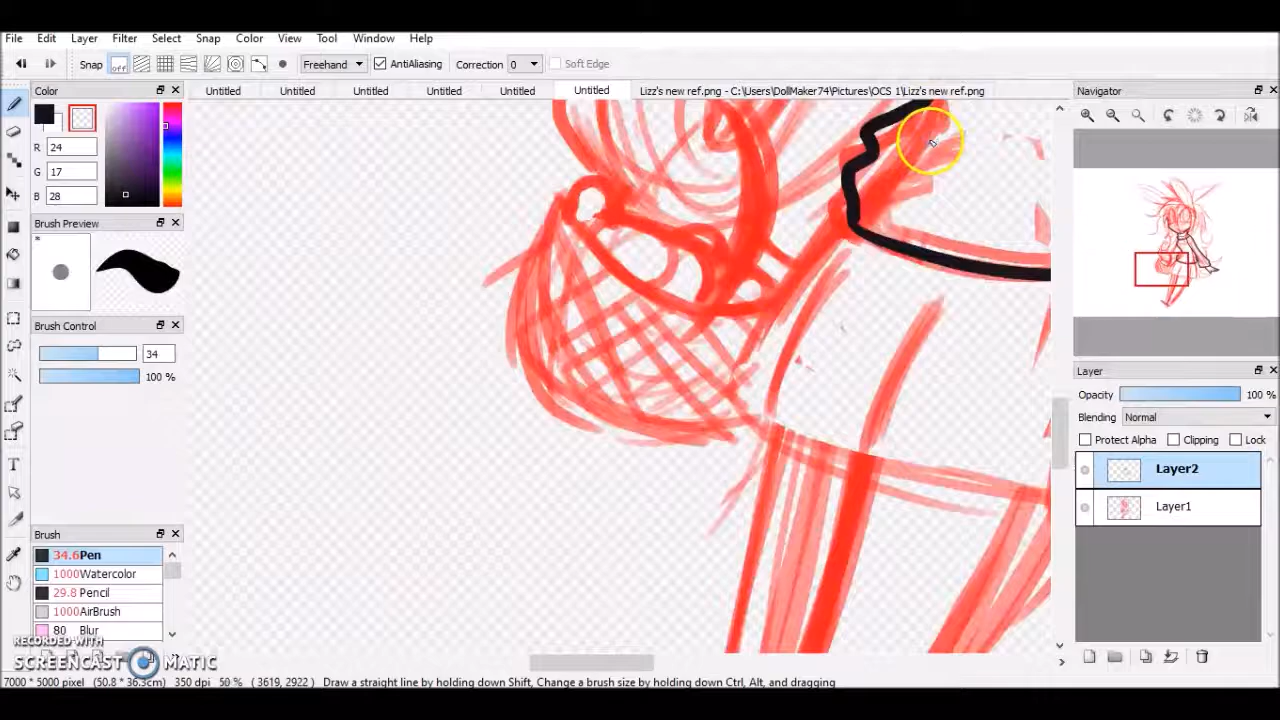 File Edit Layer Filter Select Snap Color View Tool Window Help
Snap off Freehand AntiAliasing Correction 0 Soft Edge
Color
Untitled Untitled Untitled Untitled Untitled Untitled Lizz's new ref.png - C:\Users\DollMaker74\Pictures\OCS 1\Lizz's new ref.png
Navigator
R 24
G 17
B 28
Brush Preview
*
Brush Control
34
100 %
Layer
Opacity 100 %
Blending Normal
Protect Alpha Clipping Lock
Layer2
Layer1
T
Brush
34.6 Pen
1000 Watercolor
29.8 Pencil
1000 AirBrush
80 Blur
RECORDED WITH
SCREENCAST MATIC
7000 * 5000 pixel (50.8 * 36.3cm) 350 dpi 50 % ( 3619, 2922 ) Draw a straight line by holding down Shift, Change a brush size by holding down Ctrl, Alt, and dragging